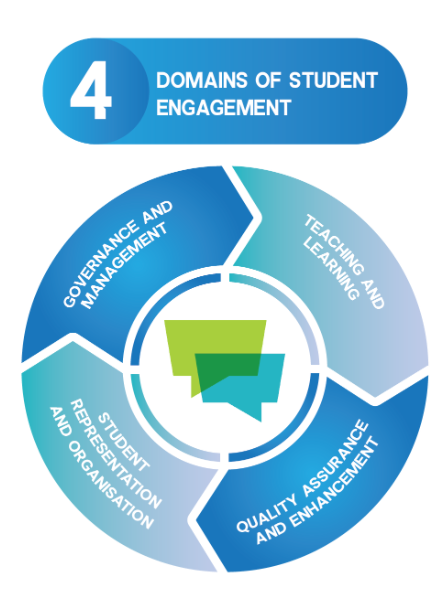 4
DOMAINS OF STUDENT
ENGAGEMENT
GOVERNANCE AND
MANAGEMENT
TEACHING AND
LEARNING
QUALITY ASSURANCE
AND ENHANCEMENT
STUDENT
REPRESENTATION
AND ORGANISATION